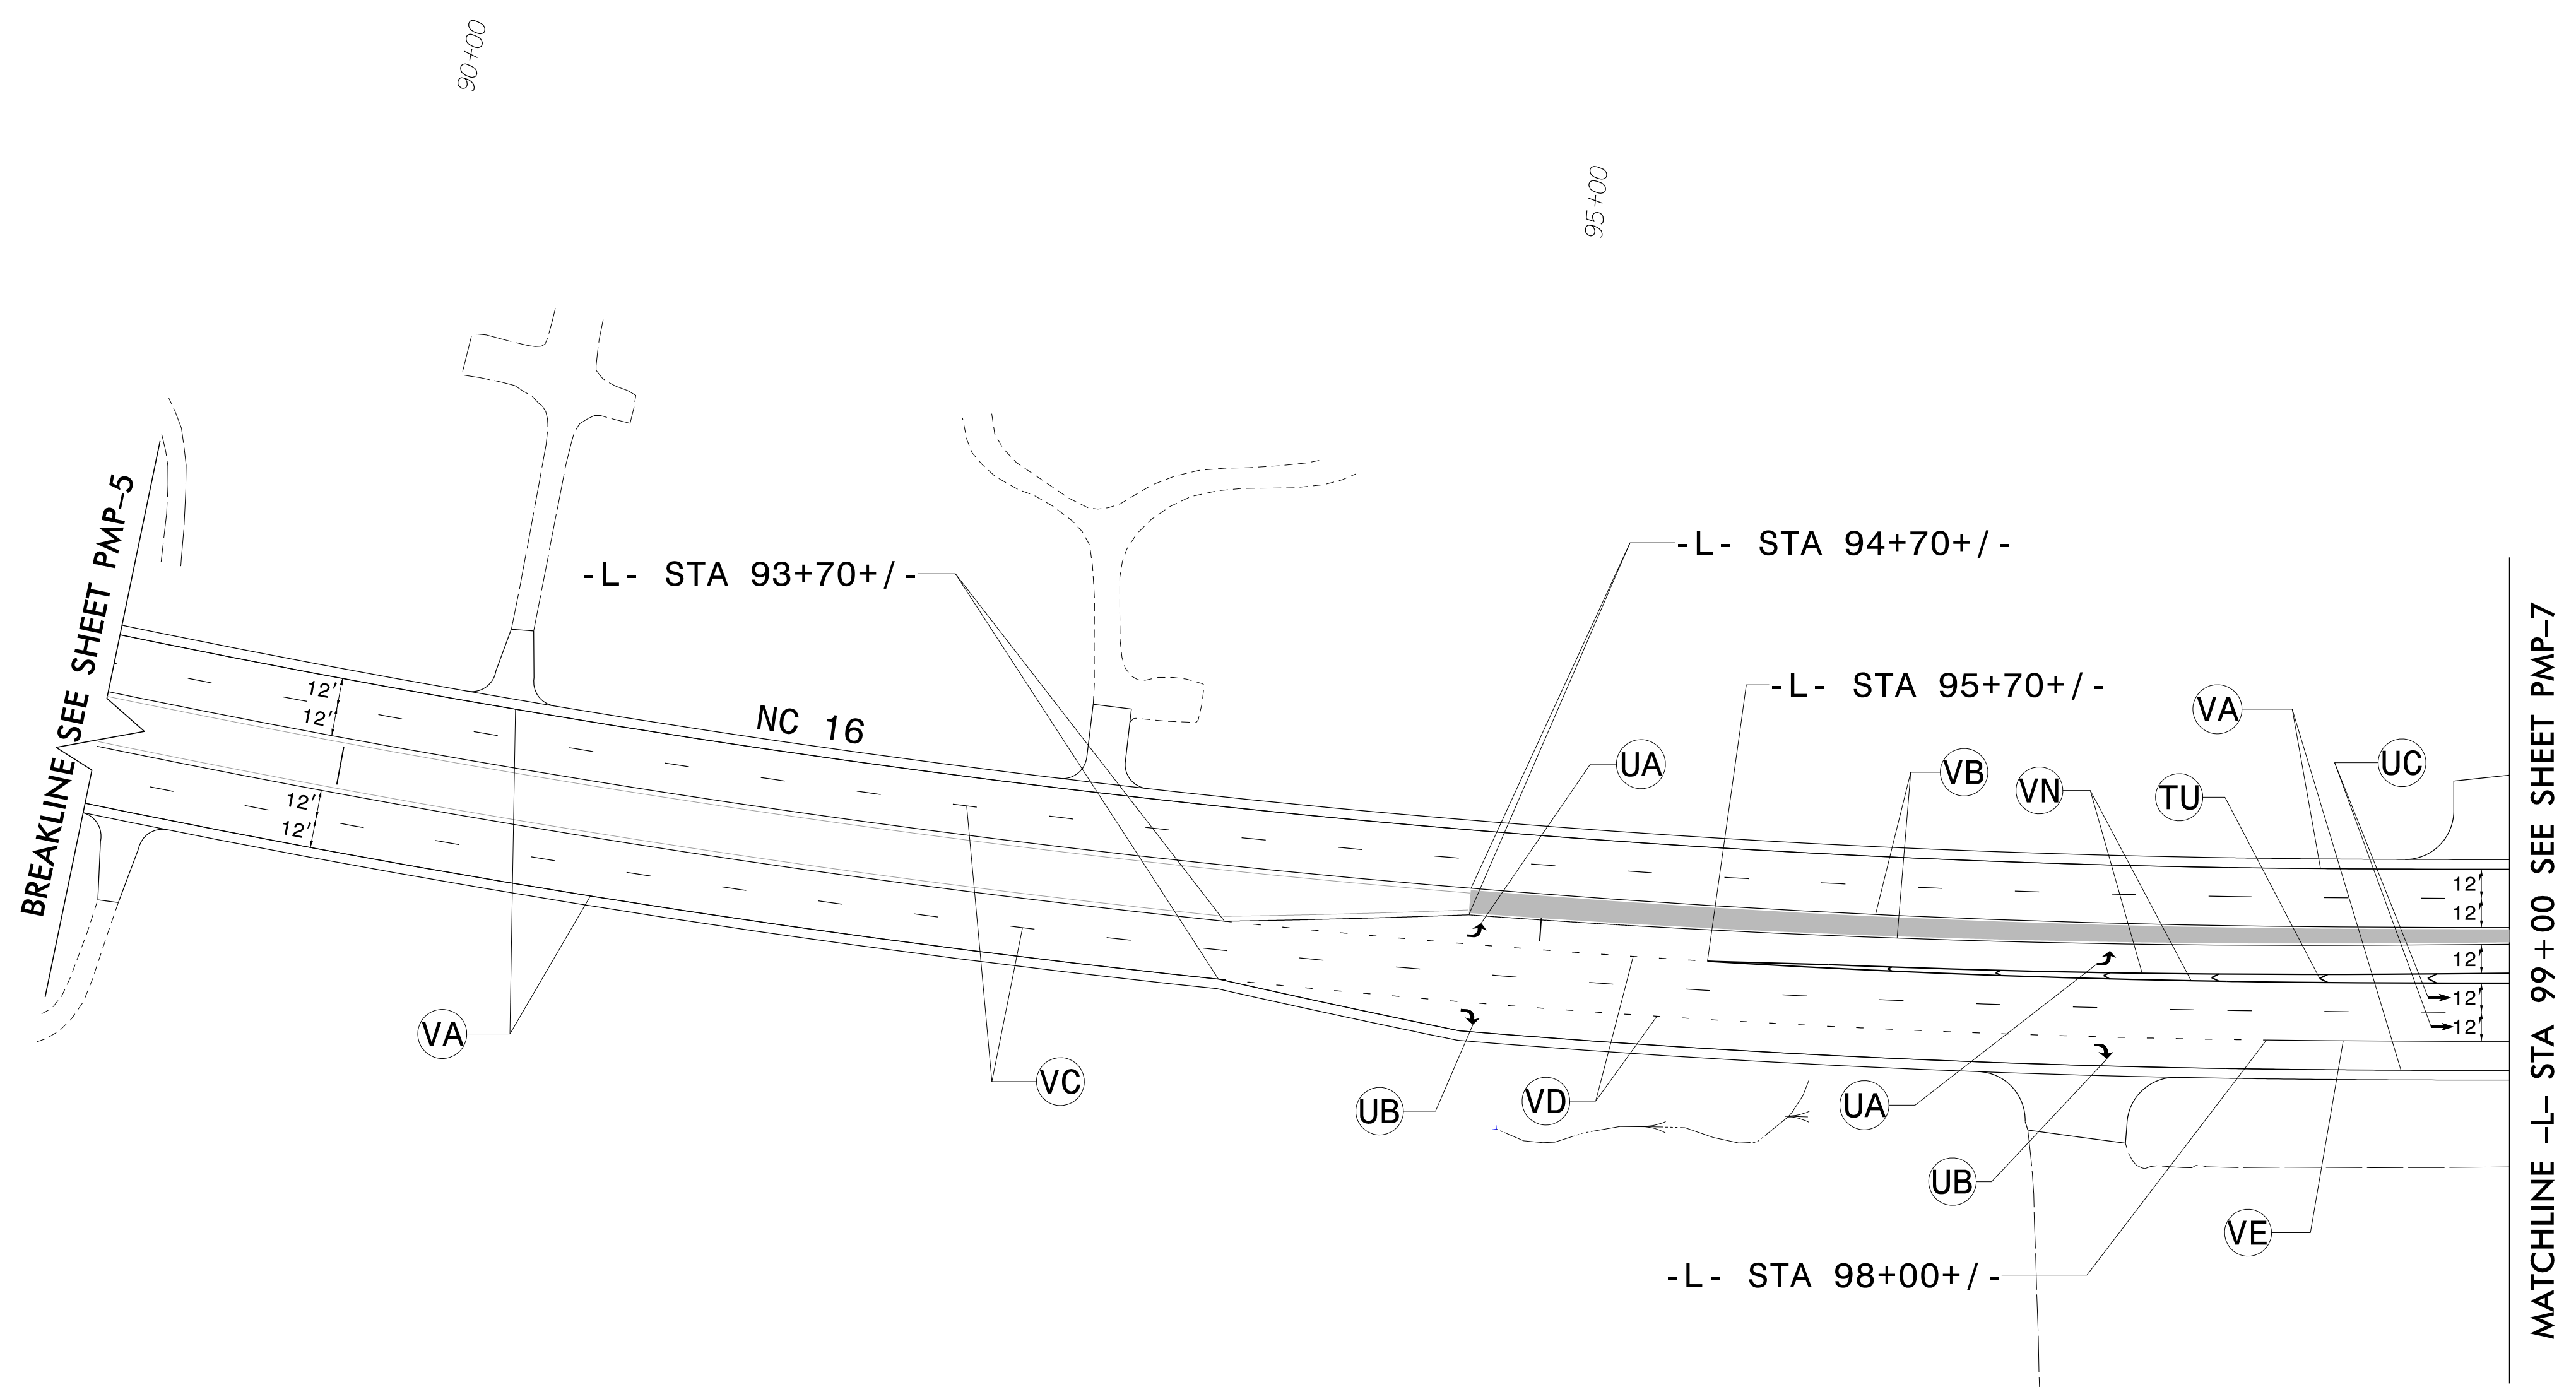 90+00
95+00
BREAKLINE SEE SHEET PMP-5
-L- STA 93+70+/-
-L- STA 94+70+/-
-L- STA 95+70+/-
NC 16
12'
12'
12'
12'
UA
VB
VN
TU
VA
UC
12'
12'
12'
12'
12'
VA
VC
UB
VD
UA
UB
VE
-L- STA 98+00+/-
MATCHLINE -L- STA 99+00 SEE SHEET PMP-7